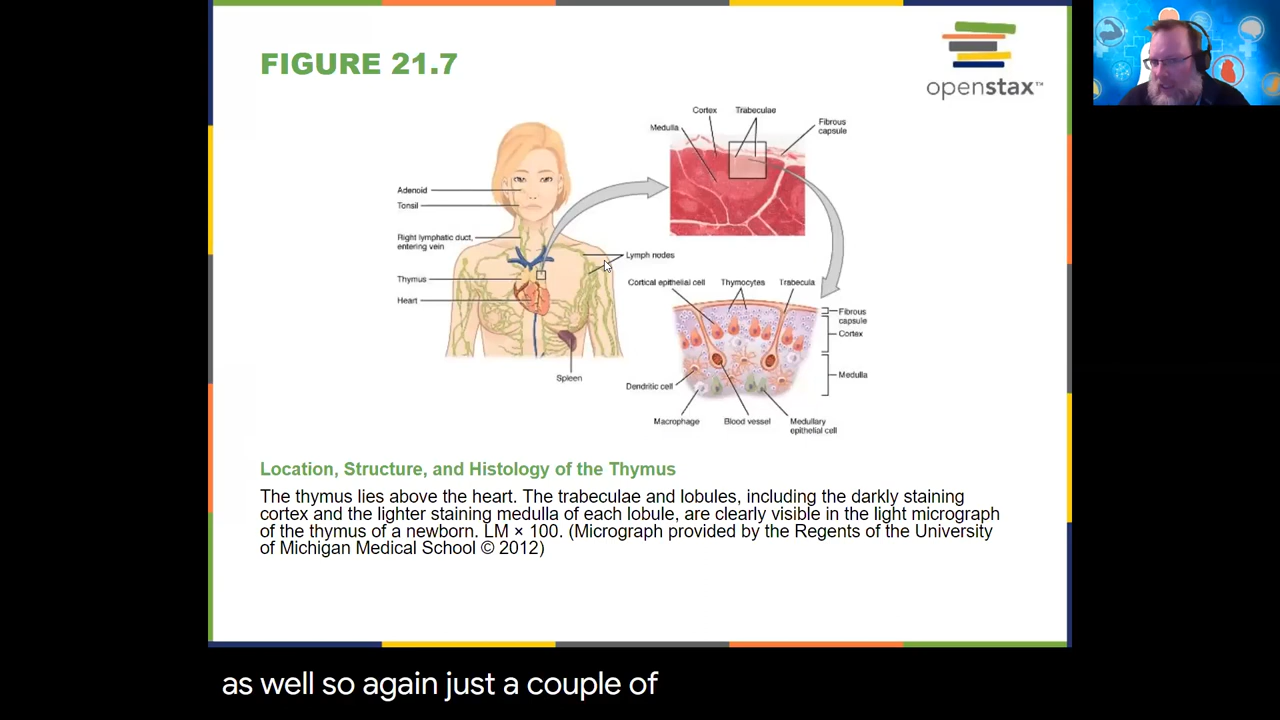 FIGURE 21.7
openstax™
Adenoid
Tonsil
Right lymphatic duct,
entering vein
Thymus
Heart
Spleen
Lymph nodes
Cortex
Trabeculae
Medulla
Fibrous
capsule
Cortical epithelial cell
Thymocytes
Trabecula
Fibrous
capsule
Cortex
Medulla
Dendritic cell
Macrophage
Blood vessel
Medullary
epithelial cell
Location, Structure, and Histology of the Thymus
The thymus lies above the heart. The trabeculae and lobules, including the darkly staining
cortex and the lighter staining medulla of each lobule, are clearly visible in the light micrograph
of the thymus of a newborn. LM × 100. (Micrograph provided by the Regents of the University
of Michigan Medical School © 2012)
as well so again just a couple of